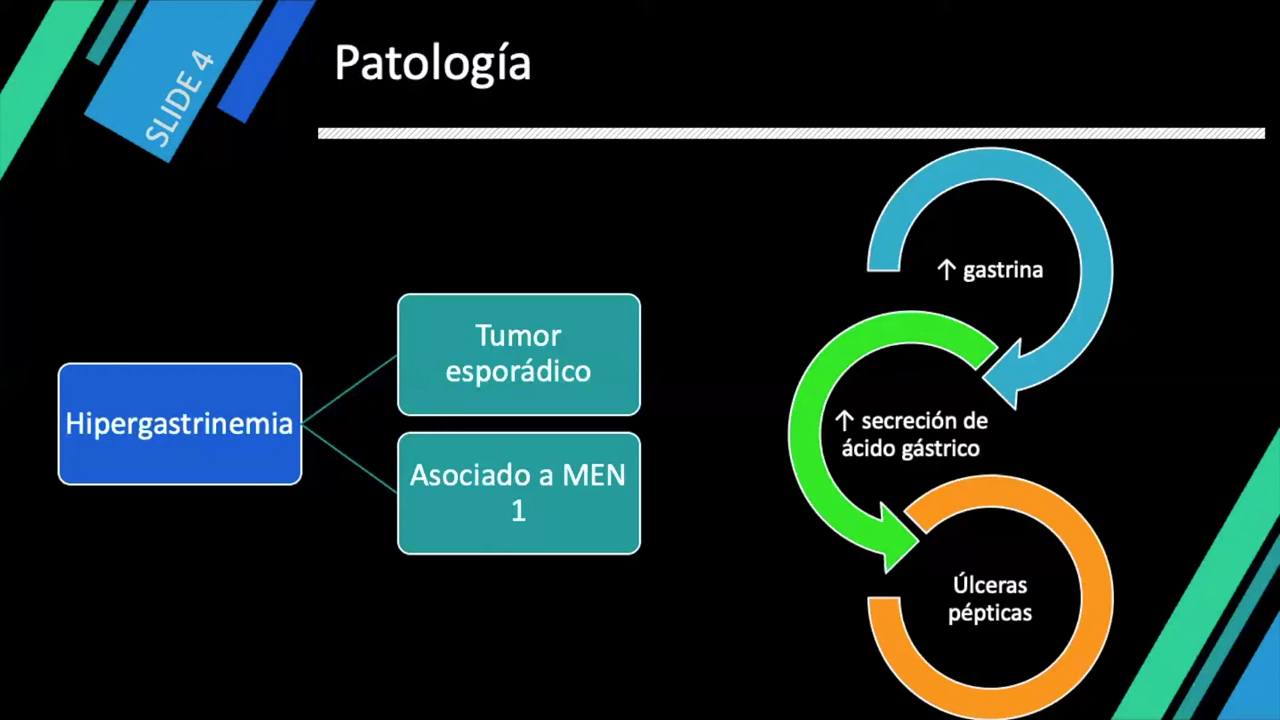 SLIDE 4
Patología
Hipergastrinemia
Tumor
esporádico
Asociado a MEN
1
↑ gastrina
↑ secreción de
ácido gástrico
Úlceras
pépticas